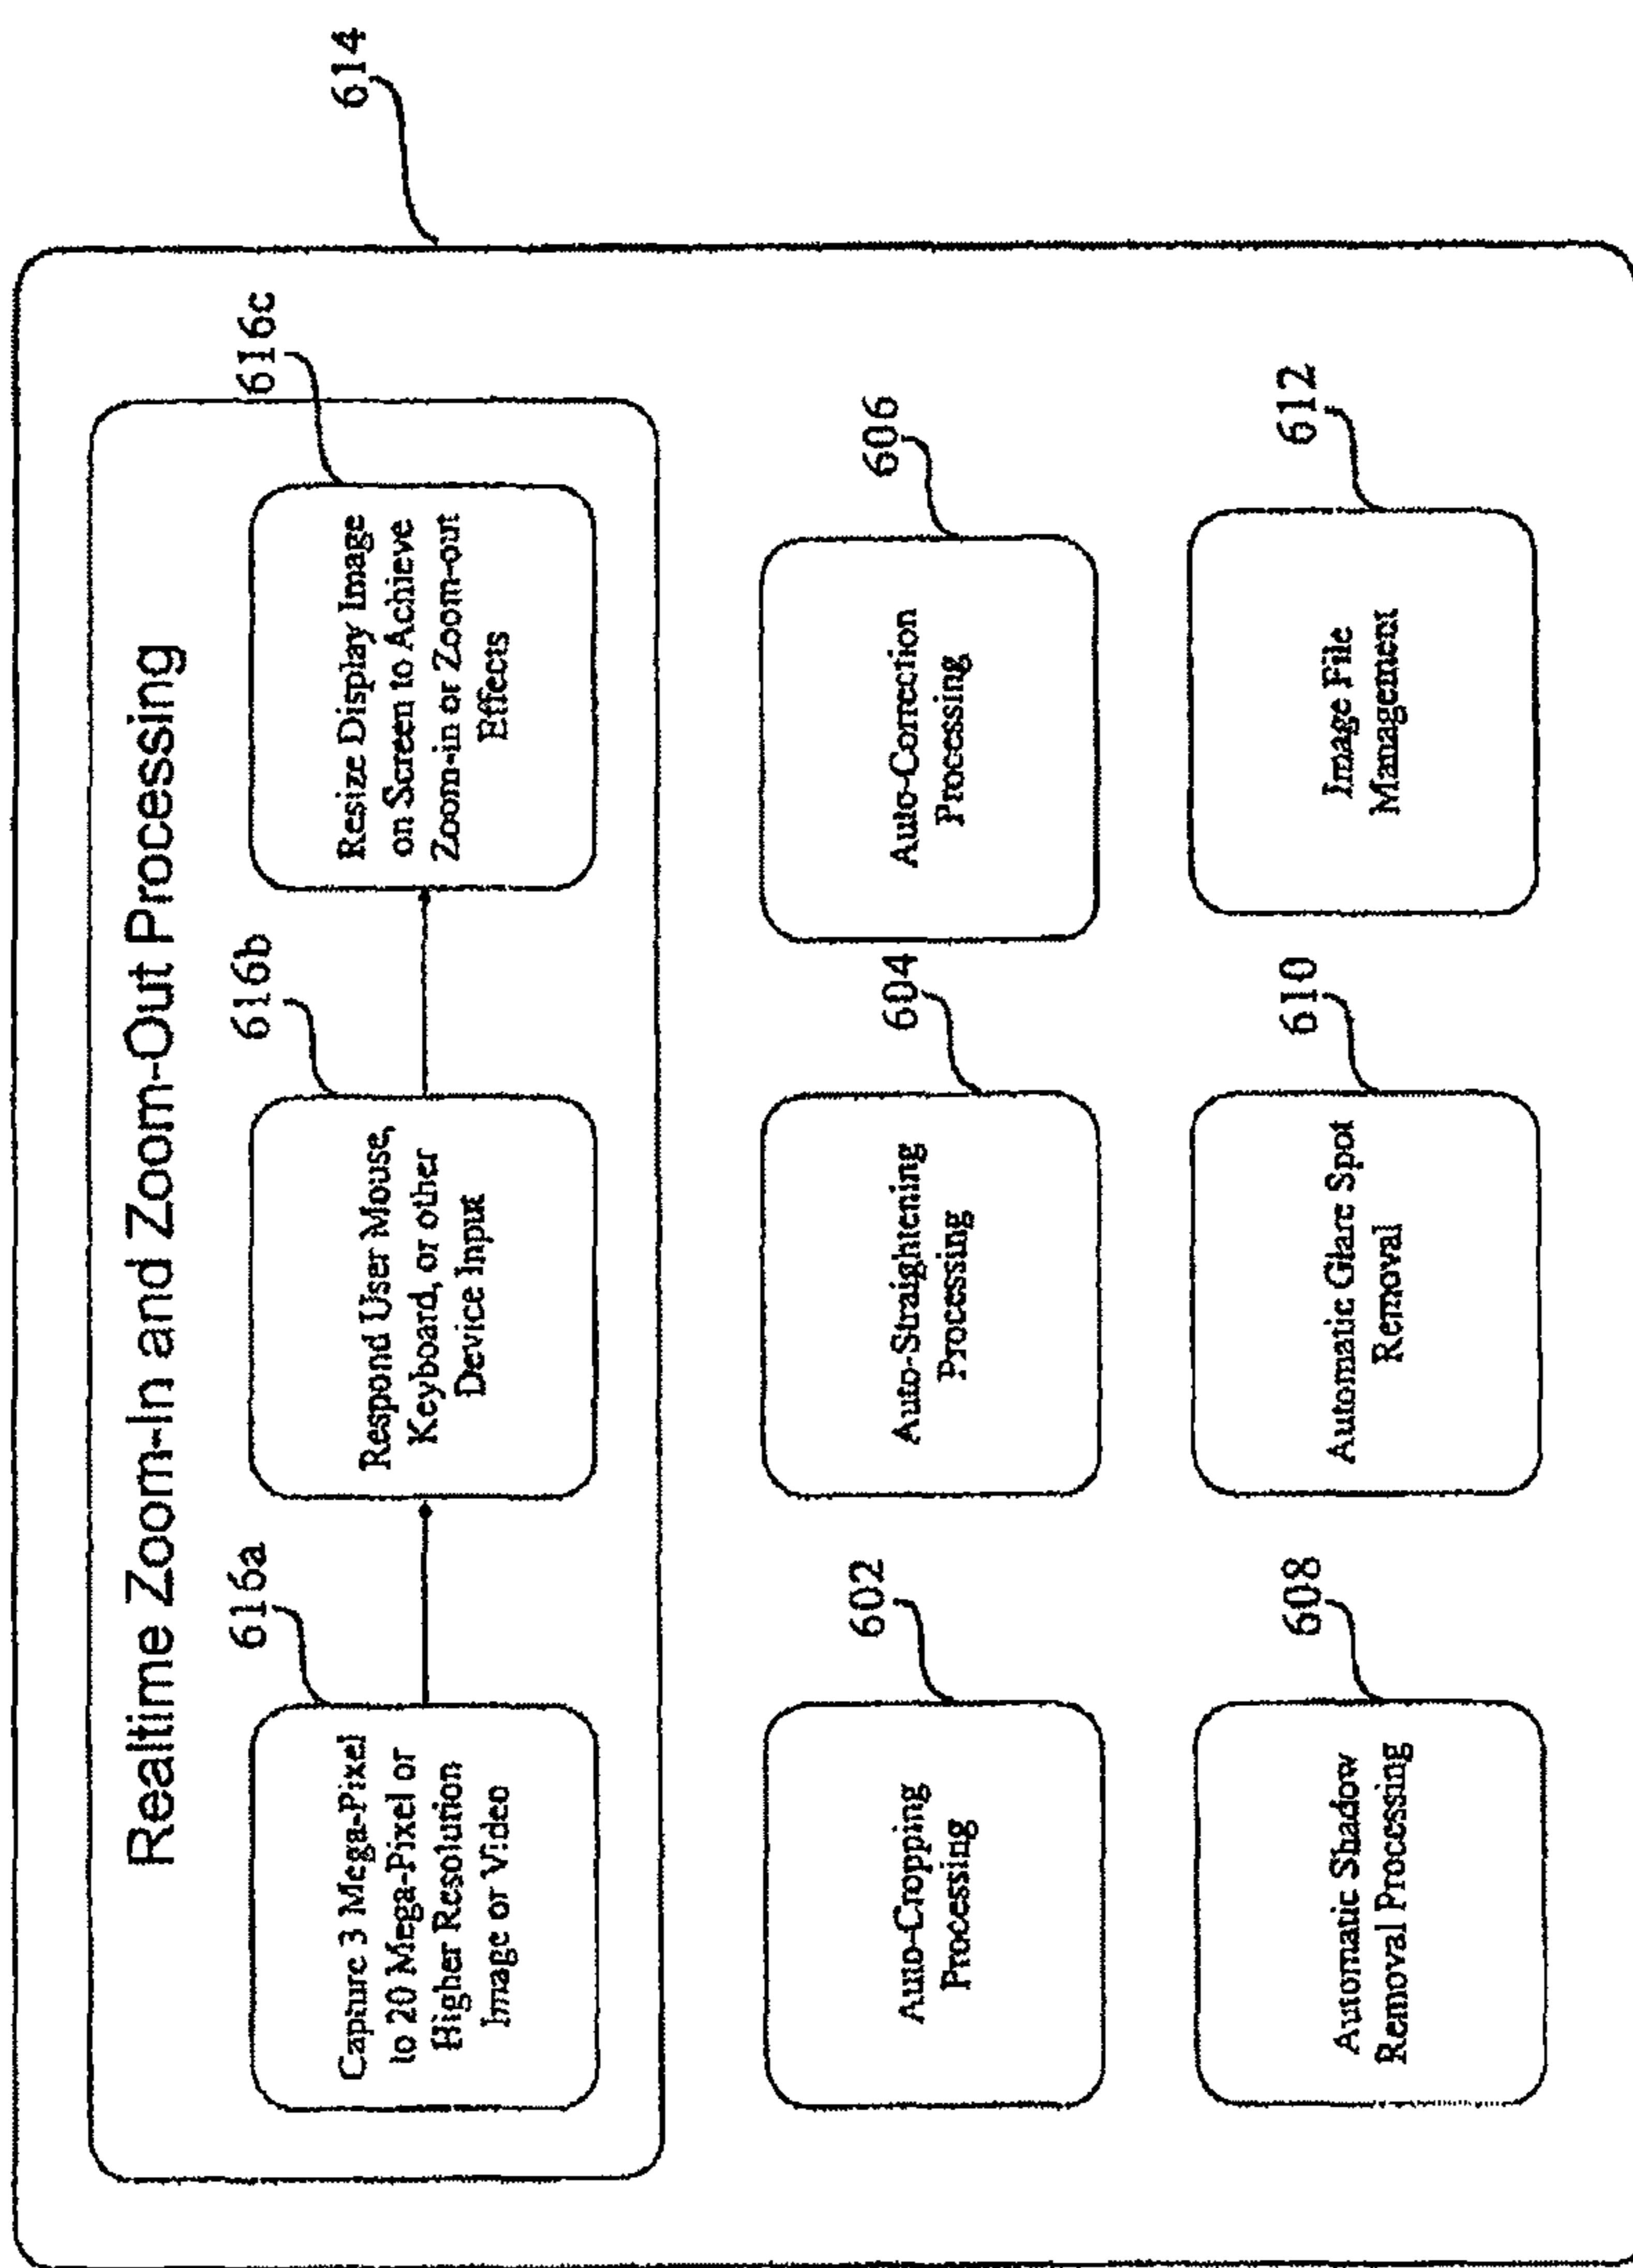 614
Realtime Zoom-In and Zoom-Out Processing
616a
616b
616c
Capture 3 Mega-Pixel
to 20 Mega-Pixel or
Higher Resolution
Image or Video
Respond User Mouse,
Keyboard, or other
Device Input
Resize Display Image
on Screen to Achieve
Zoom-in or Zoom-out
Effects
602
604
606
Auto-Cropping
Processing
Auto-Straightening
Processing
Auto-Correction
Processing
608
610
612
Automatic Shadow
Removal Processing
Automatic Glare Spot
Removal
Image File
Management